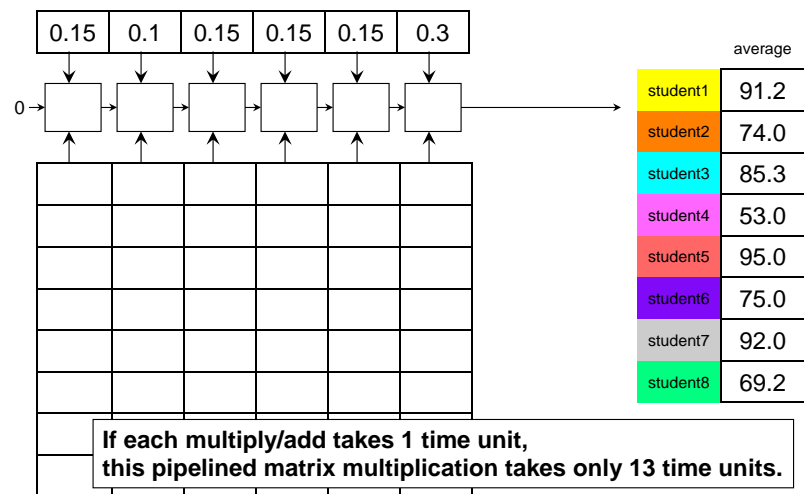 0.15 0.1 0.15 0.15 0.15 0.3
average
0
student1 91.2
student2 74.0
student3 85.3
student4 53.0
student5 95.0
student6 75.0
student7 92.0
student8 69.2
If each multiply/add takes 1 time unit,
this pipelined matrix multiplication takes only 13 time units.